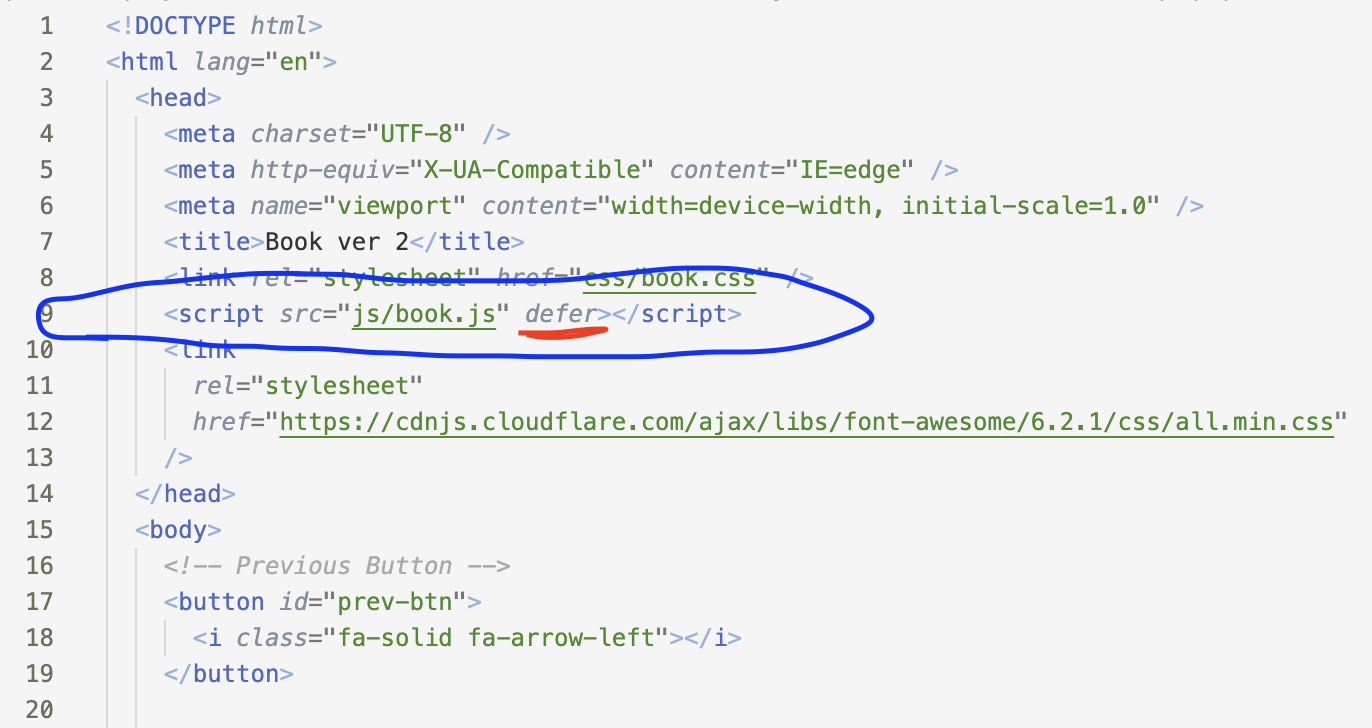 1 <!DOCTYPE html>
2 <html lang="en">
3 <head>
4 <meta charset="UTF-8" />
5 <meta http-equiv="X-UA-Compatible" content="IE=edge" />
6 <meta name="viewport" content="width=device-width, initial-scale=1.0" />
7 <title>Book ver 2</title>
8 <link rel="stylesheet" href="css/book.css" />
9 <script src="js/book.js" defer></script>
10 <link
11 rel="stylesheet"
12 href="https://cdnjs.cloudflare.com/ajax/libs/font-awesome/6.2.1/css/all.min.css"
13 />
14 </head>
15 <body>
16 <!-- Previous Button -->
17 <button id="prev-btn">
18 <i class="fa-solid fa-arrow-left"></i>
19 </button>
20